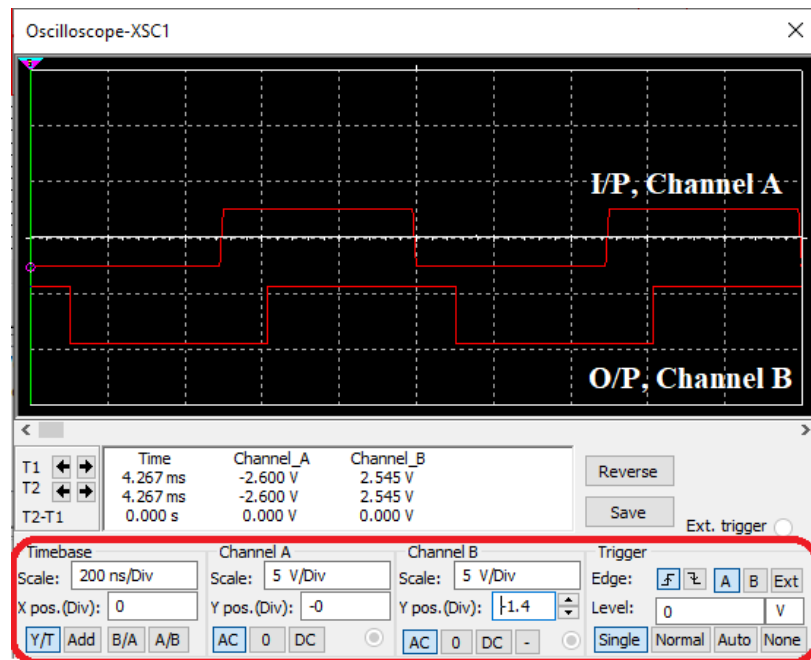 Oscilloscope-XSC1
I/P, Channel A
O/P, Channel B
Time Channel_A Channel_B
T1 4.267 ms -2.600 V 2.545 V
T2 4.267 ms -2.600 V 2.545 V
T2-T1 0.000 s 0.000 V 0.000 V
Reverse
Save
Ext. trigger
Timebase Channel A Channel B Trigger
Scale: 200 ns/Div Scale: 5 V/Div Scale: 5 V/Div Edge: A B Ext
X pos.(Div): 0 Y pos.(Div): -0 Y pos.(Div): -1.4 Level: 0 V
Y/T Add B/A A/B AC 0 DC AC 0 DC - Single Normal Auto None